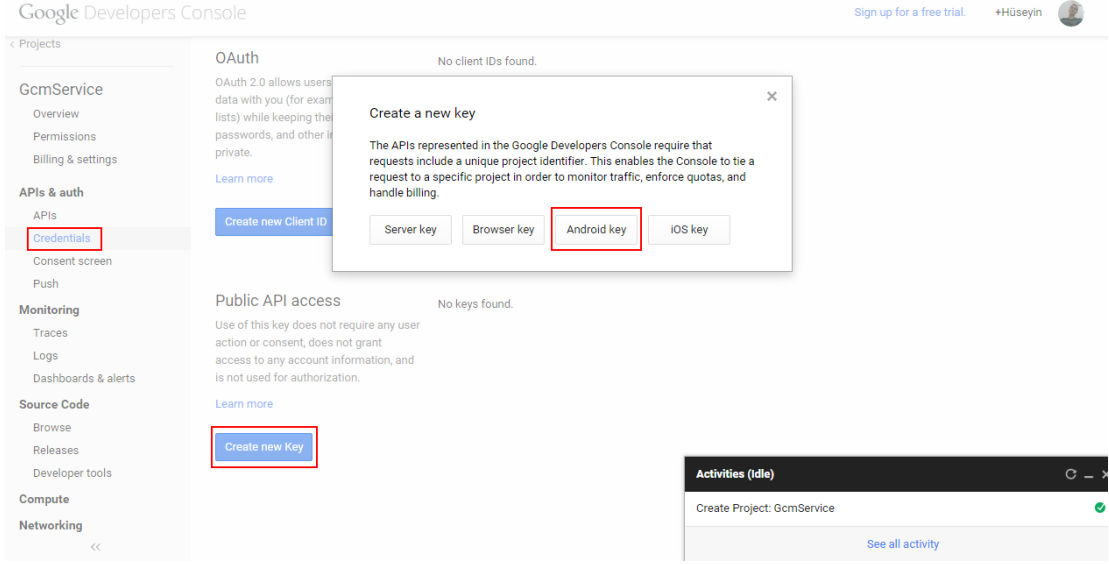 Google Developers Console
Sign up for a free trial.
+Hüseyin
< Projects
GcmService
Overview
Permissions
Billing & settings
APIs & auth
APIs
Credentials
Consent screen
Push
Monitoring
Traces
Logs
Dashboards & alerts
Source Code
Browse
Releases
Developer tools
Compute
Networking
<<
OAuth
OAuth 2.0 allows users
data with you (for exam
lists) while keeping thei
passwords, and other in
private.
Learn more
Create new Client ID
No client IDs found.
Create a new key
The APIs represented in the Google Developers Console require that
requests include a unique project identifier. This enables the Console to tie a
request to a specific project in order to monitor traffic, enforce quotas, and
handle billing.
Server key
Browser key
Android key
iOS key
Public API access
Use of this key does not require any user
action or consent, does not grant
access to any account information, and
is not used for authorization.
Learn more
Create new Key
No keys found.
Activities (Idle)
Create Project: GcmService
See all activity